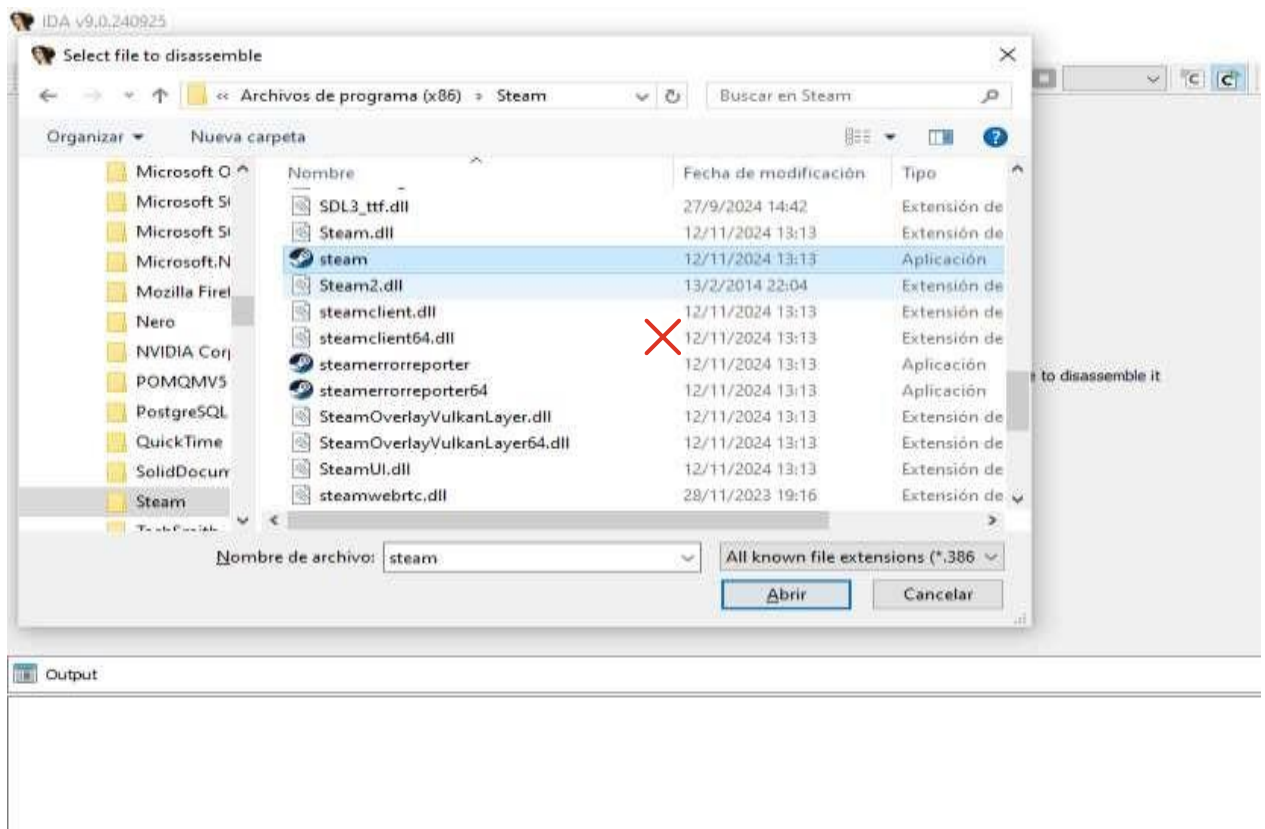 IDA v9.0.240925
Select file to disassemble
« Archivos de programa (x86) » Steam
Buscar en Steam
Organizar
Nueva carpeta
Nombre Fecha de modificación Tipo
Microsoft O
Microsoft
Microsoft
Microsoft.N
Mozilla Firef
Nero
NVIDIA Corp
POMQMV5
PostgreSQL
QuickTime
SolidDocum
Steam
SDL3_ttf.dll 27/9/2024 14:42 Extensión de
Steam.dll 12/11/2024 13:13 Extensión de
steam 12/11/2024 13:13 Aplicación
Steam2.dll 13/2/2014 22:04 Extensión de
steamclient.dll 12/11/2024 13:13 Extensión de
steamclient64.dll 12/11/2024 13:13 Extensión de
steamerrorreporter 12/11/2024 13:13 Aplicación
steamerrorreporter64 12/11/2024 13:13 Aplicación
SteamOverlayVulkanLayer.dll 12/11/2024 13:13 Extensión de
SteamOverlayVulkanLayer64.dll 12/11/2024 13:13 Extensión de
SteamUI.dll 12/11/2024 13:13 Extensión de
steamwebrtc.dll 28/11/2023 19:16 Extensión de
to disassemble it
Nombre de archivo: steam
All known file extensions (*.386
Abrir
Cancelar
Output